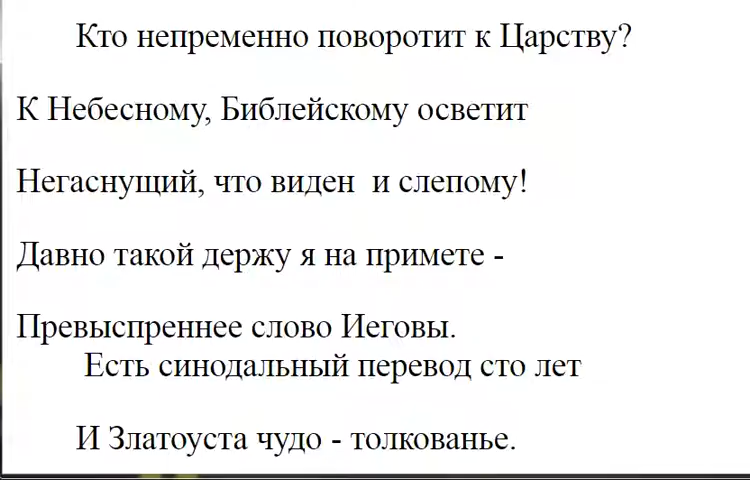 Кто непременно поворотит к Царству?
К Небесному, Библейскому осветит
Негаснущий, что виден  и слепому!
Давно такой держу я на примете -
Превыспреннее слово Иеговы.
Есть синодальный перевод сто лет
И Златоуста чудо - толкованье.